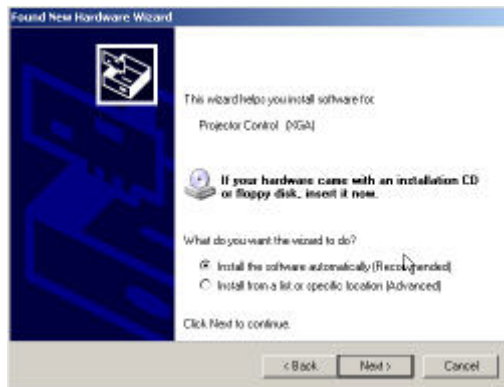 Found New Hardware Wizard
This wizard helps you install software for:
Projector Control (XGA)
If your hardware came with an installation CD
or floppy disk, insert it now.
What do you want the wizard to do?
Install the software automatically (Recommended)
Install from a list or specific location (Advanced)
Click Next to continue.
< Back
Next >
Cancel